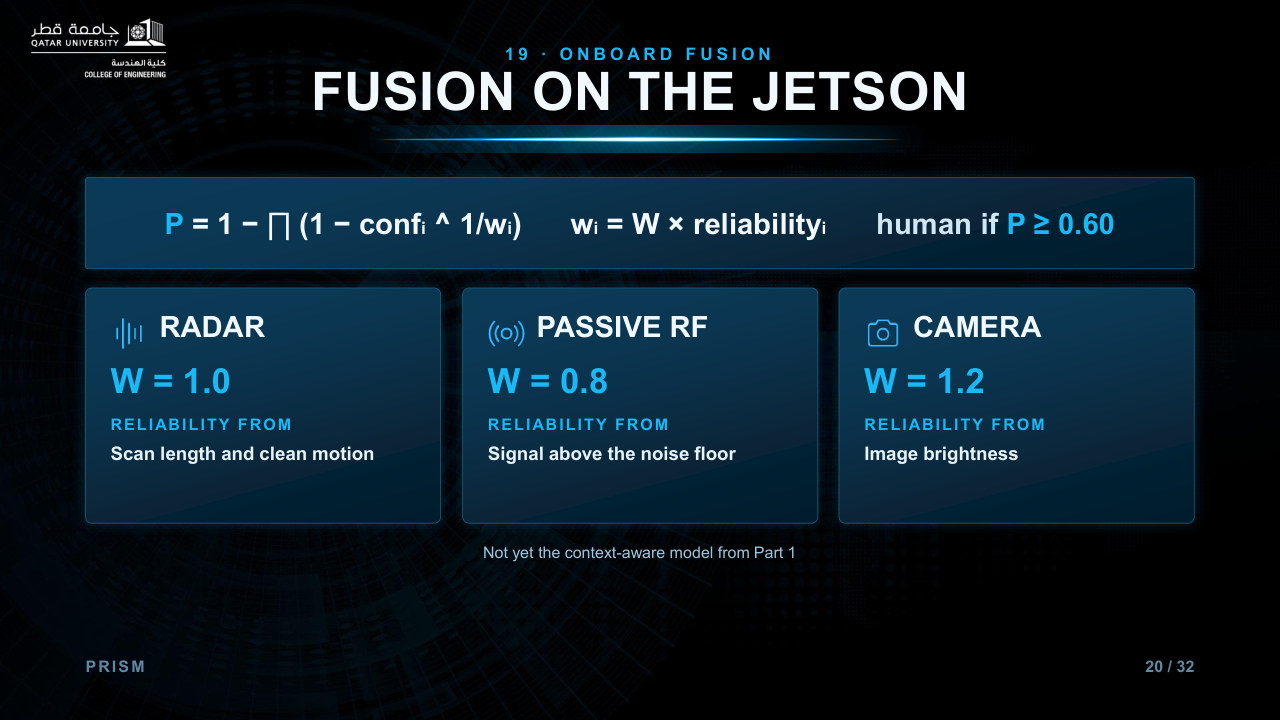 جامعة قطر
QATAR UNIVERSITY
كلية الهندسة
COLLEGE OF ENGINEERING
19 · ONBOARD FUSION
FUSION ON THE JETSON
P = 1 − ∏ (1 − confᵢ ^ 1/wᵢ) wᵢ = W × reliabilityᵢ human if P ≥ 0.60
RADAR
W = 1.0
RELIABILITY FROM
Scan length and clean motion
PASSIVE RF
W = 0.8
RELIABILITY FROM
Signal above the noise floor
CAMERA
W = 1.2
RELIABILITY FROM
Image brightness
Not yet the context-aware model from Part 1
PRISM
20 / 32